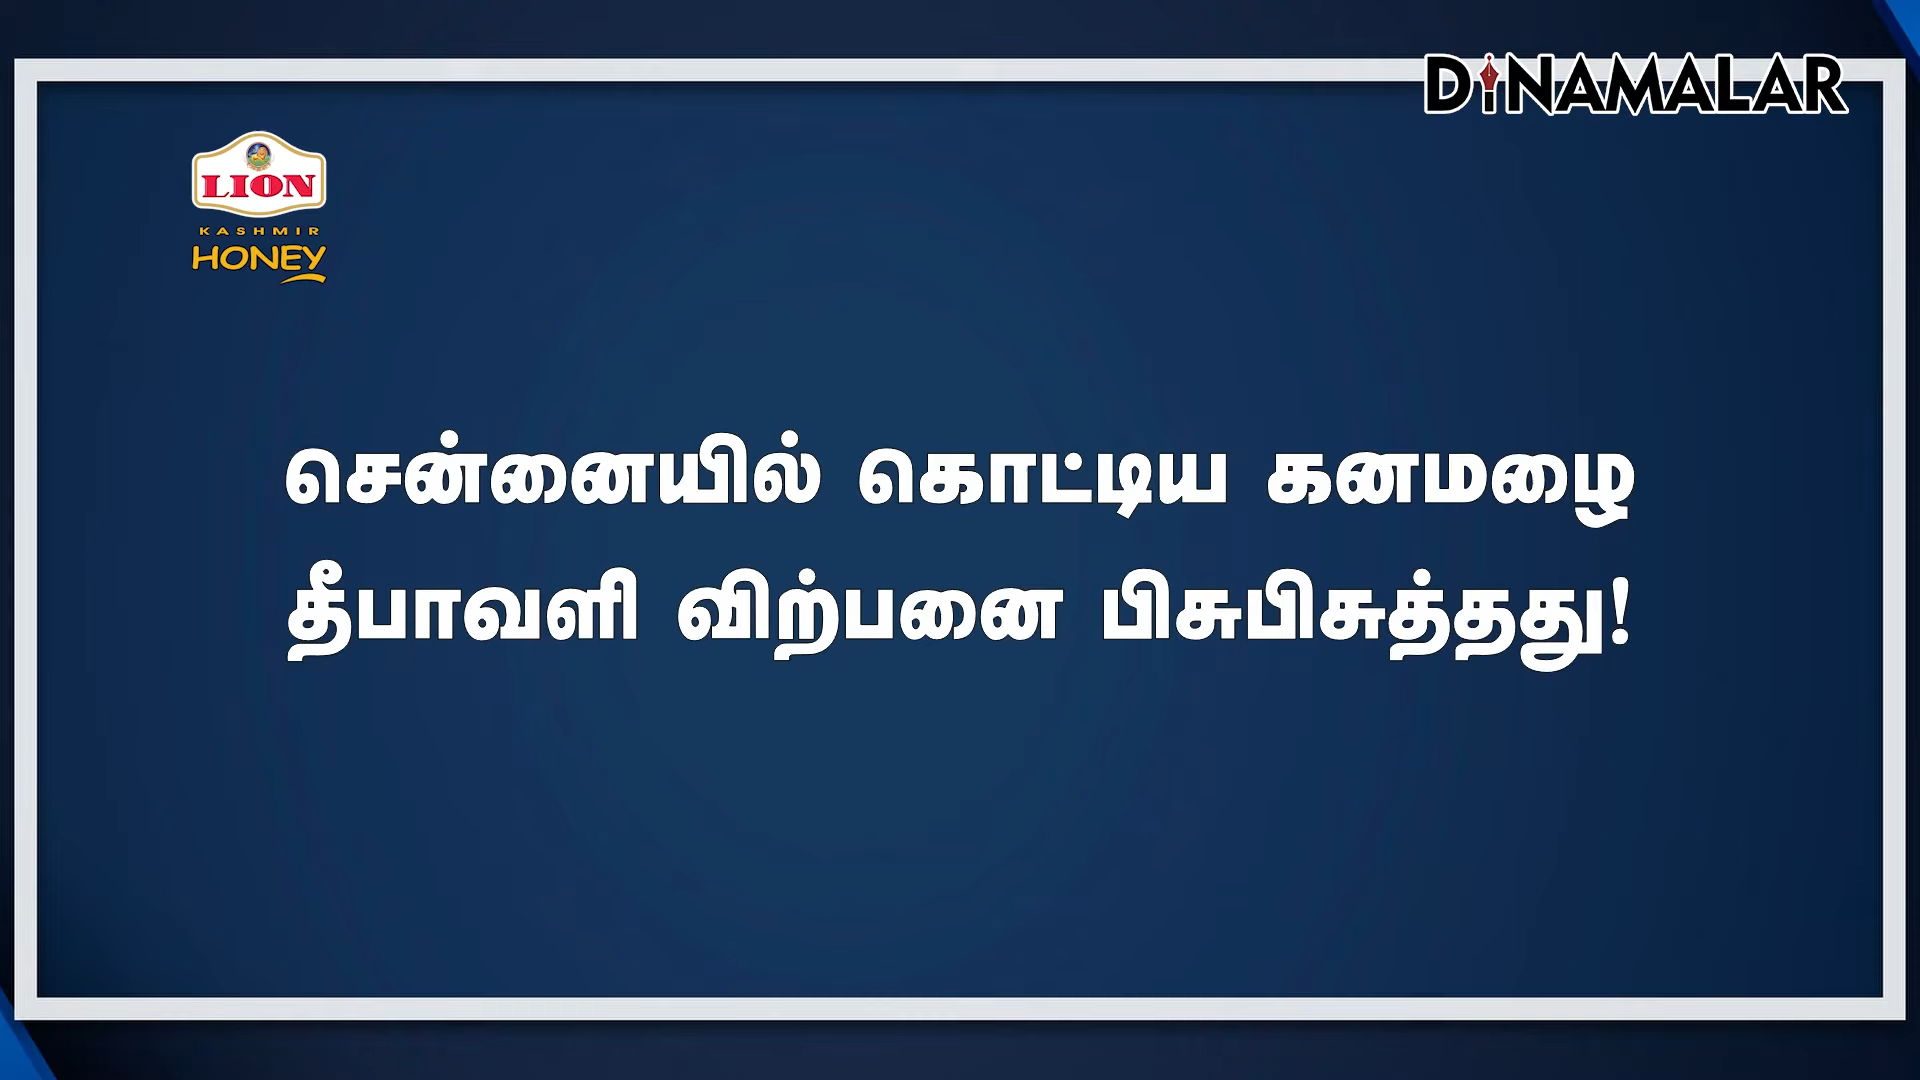 DINAMALAR
LION
KASHMIR
HONEY
சென்னையில் கொட்டிய கனமழை
தீபாவளி விற்பனை பிசுபிசுத்தது!